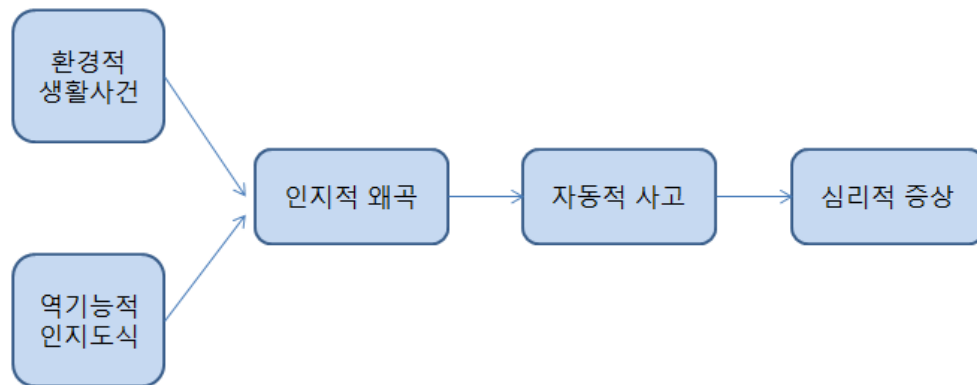 환경적
생활사건
인지적 왜곡
자동적 사고
심리적 증상
역기능적
인지도식